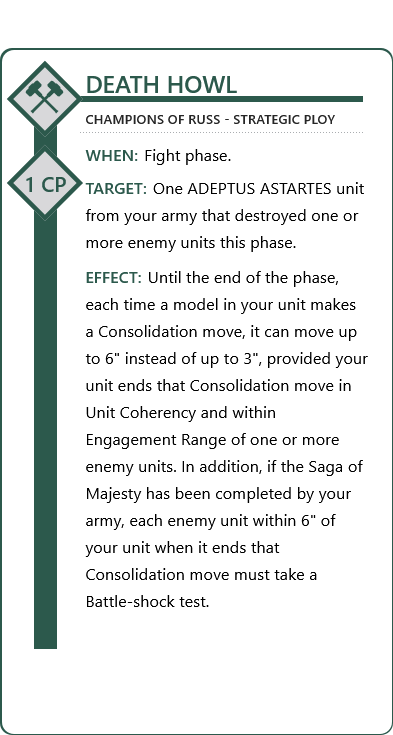 DEATH HOWL
CHAMPIONS OF RUSS - STRATEGIC PLOY
WHEN: Fight phase.
1 CP
TARGET: One ADEPTUS ASTARTES unit
from your army that destroyed one or
more enemy units this phase.
EFFECT: Until the end of the phase,
each time a model in your unit makes
a Consolidation move, it can move up
to 6" instead of up to 3", provided your
unit ends that Consolidation move in
Unit Coherency and within
Engagement Range of one or more
enemy units. In addition, if the Saga of
Majesty has been completed by your
army, each enemy unit within 6" of
your unit when it ends that
Consolidation move must take a
Battle-shock test.